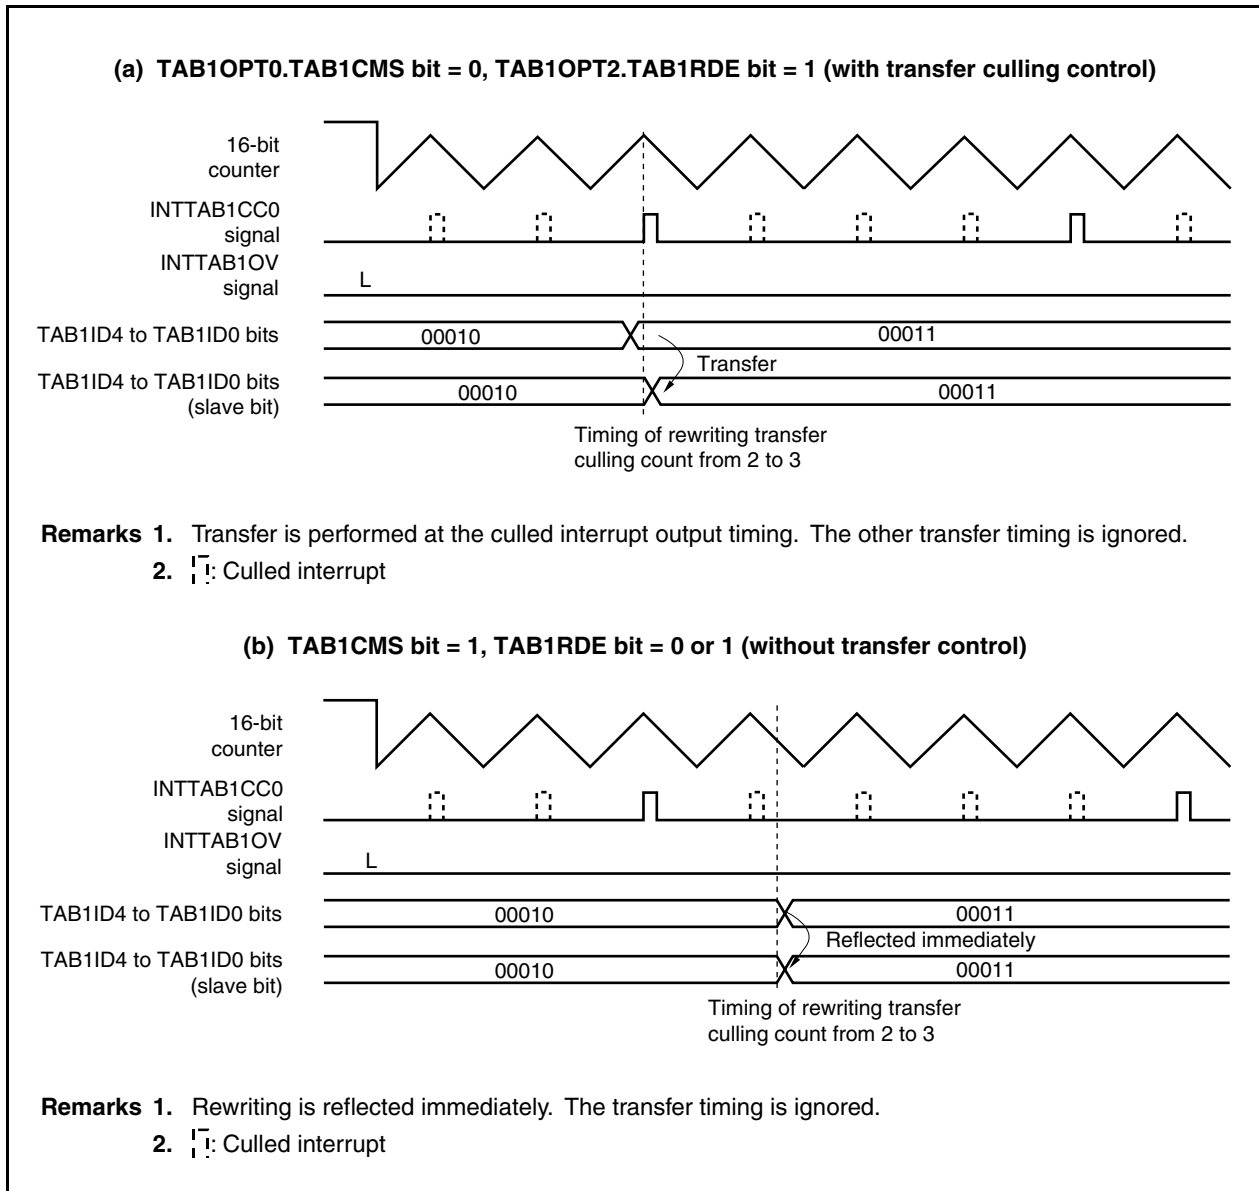 (a) TAB1OPT0.TAB1CMS bit = 0, TAB1OPT2.TAB1RDE bit = 1 (with transfer culling control)
16-bit
counter
INTTAB1CC0
signal
INTTAB1OV
signal
L
TAB1ID4 to TAB1ID0 bits
00010
00011
Transfer
TAB1ID4 to TAB1ID0 bits
(slave bit)
00010
00011
Timing of rewriting transfer
culling count from 2 to 3
Remarks 1. Transfer is performed at the culled interrupt output timing. The other transfer timing is ignored.
2. : Culled interrupt
(b) TAB1CMS bit = 1, TAB1RDE bit = 0 or 1 (without transfer control)
16-bit
counter
INTTAB1CC0
signal
INTTAB1OV
signal
L
TAB1ID4 to TAB1ID0 bits
00010
00011
Reflected immediately
TAB1ID4 to TAB1ID0 bits
(slave bit)
00010
00011
Timing of rewriting transfer
culling count from 2 to 3
Remarks 1. Rewriting is reflected immediately. The transfer timing is ignored.
2. : Culled interrupt